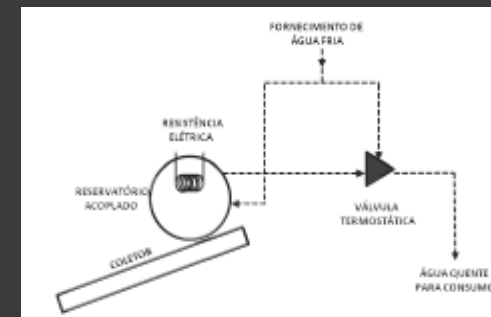 FORNECIMENTO DE
ÁGUA FRIA
RESISTÊNCIA
ELÉTRICA
RESERVATÓRIO
ACOPLADO
COLETOR
VÁLVULA
TERMOSTÁTICA
ÁGUA QUENTE
PARA CONSUMO